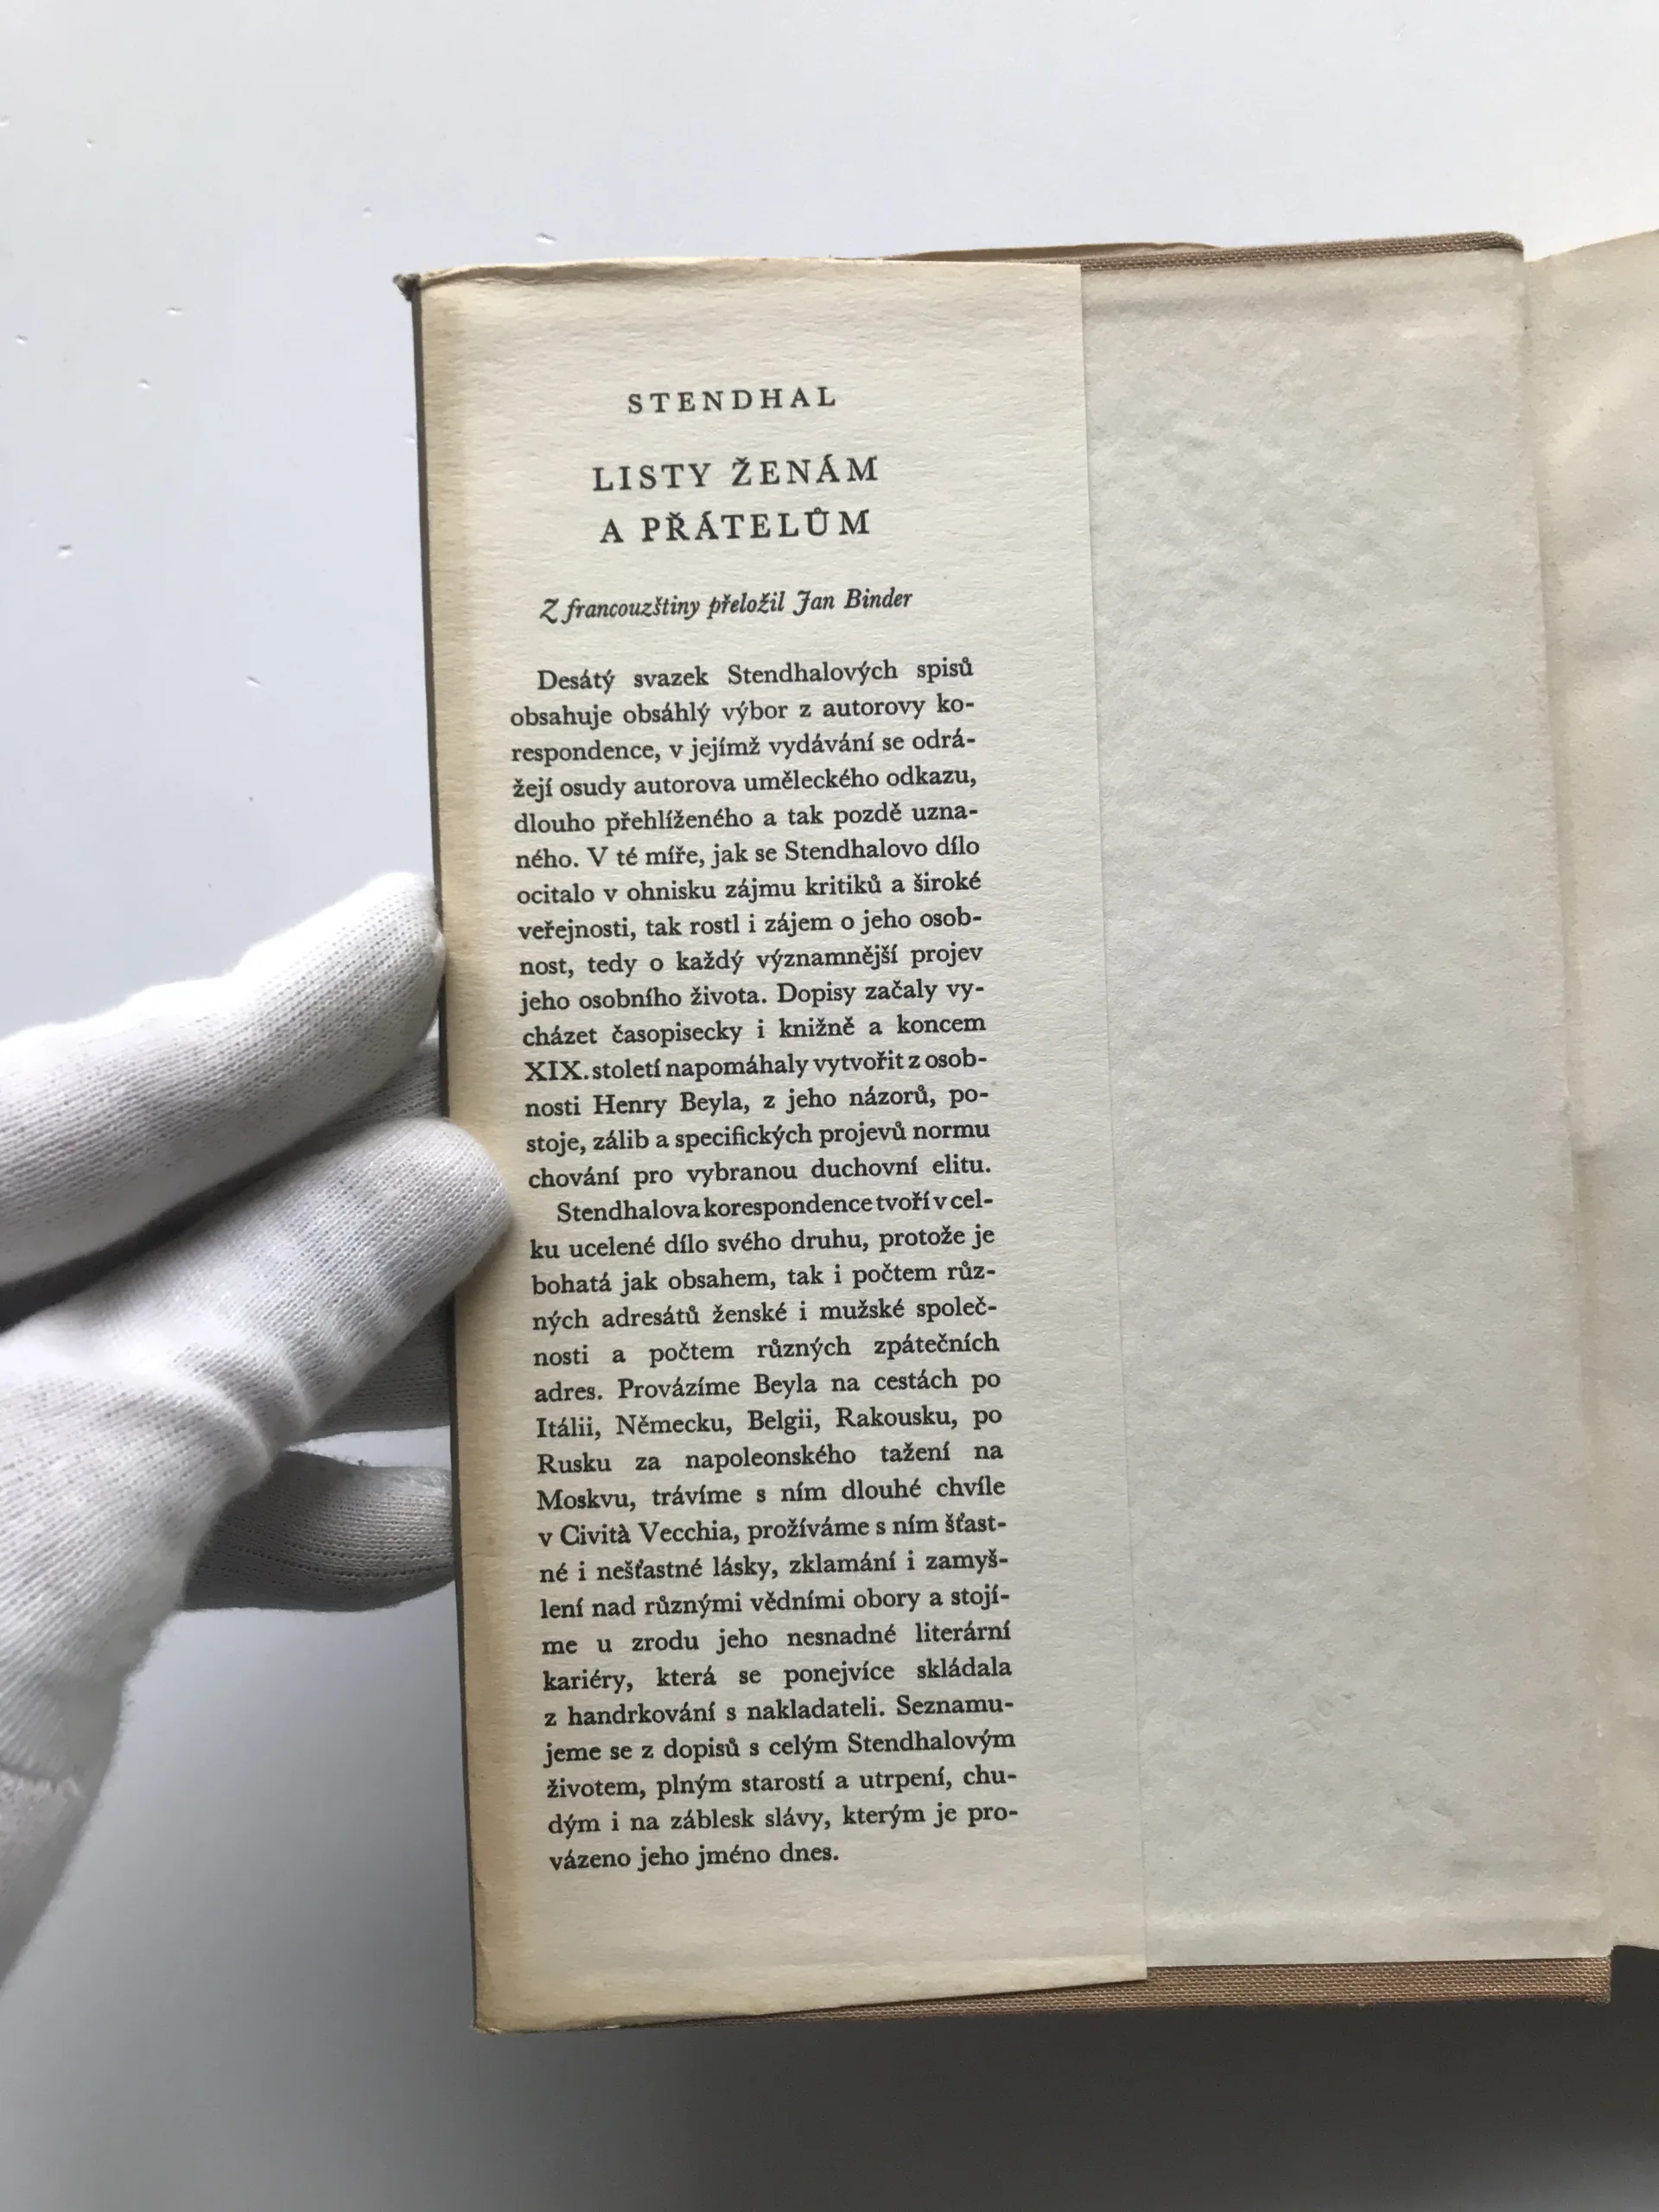 STENDHAL
LISTY ŽENÁM
A PŘÁTELŮM
Z francouzštiny přeložil Jan Binder
Desátý svazek Stendhalových spisů
obsahuje obsáhlý výbor z autorovy ko-
respondence, v jejímž vydávání se odrá-
žejí osudy autorova uměleckého odkazu,
dlouho přehlíženého a tak pozdě uzna-
ného. V té míře, jak se Stendhalovo dílo
ocitalo v ohnisku zájmu kritiků a široké
veřejnosti, tak rostl i zájem o jeho osob-
nost, tedy o každý významnější projev
jeho osobního života. Dopisy začaly vy-
cházet časopisecky i knižně a koncem
XIX. století napomáhaly vytvořit z osob-
nosti Henry Beyla, z jeho názorů, po-
stoje, zálib a specifických projevů normu
chování pro vybranou duchovní elitu.
Stendhalova korespondence tvoří v cel-
ku ucelené dílo svého druhu, protože je
bohatá jak obsahem, tak i počtem růz-
ných adresátů ženské i mužské společ-
nosti a počtem různých zpátečních
adres. Provázíme Beyla na cestách po
Itálii, Německu, Belgii, Rakousku, po
Rusku za napoleonského tažení na
Moskvu, trávíme s ním dlouhé chvíle
v Cività Vecchia, prožíváme s ním šťast-
né i nešťastné lásky, zklamání i zamyš-
lení nad různými vědními obory a stojí-
me u zrodu jeho nesnadné literární
kariéry, která se ponejvíce skládala
z handrkování s nakladateli. Seznamu-
jeme se z dopisů s celým Stendhalovým
životem, plným starostí a utrpení, chu-
dým i na záblesk slávy, kterým je pro-
vázeno jeho jméno dnes.